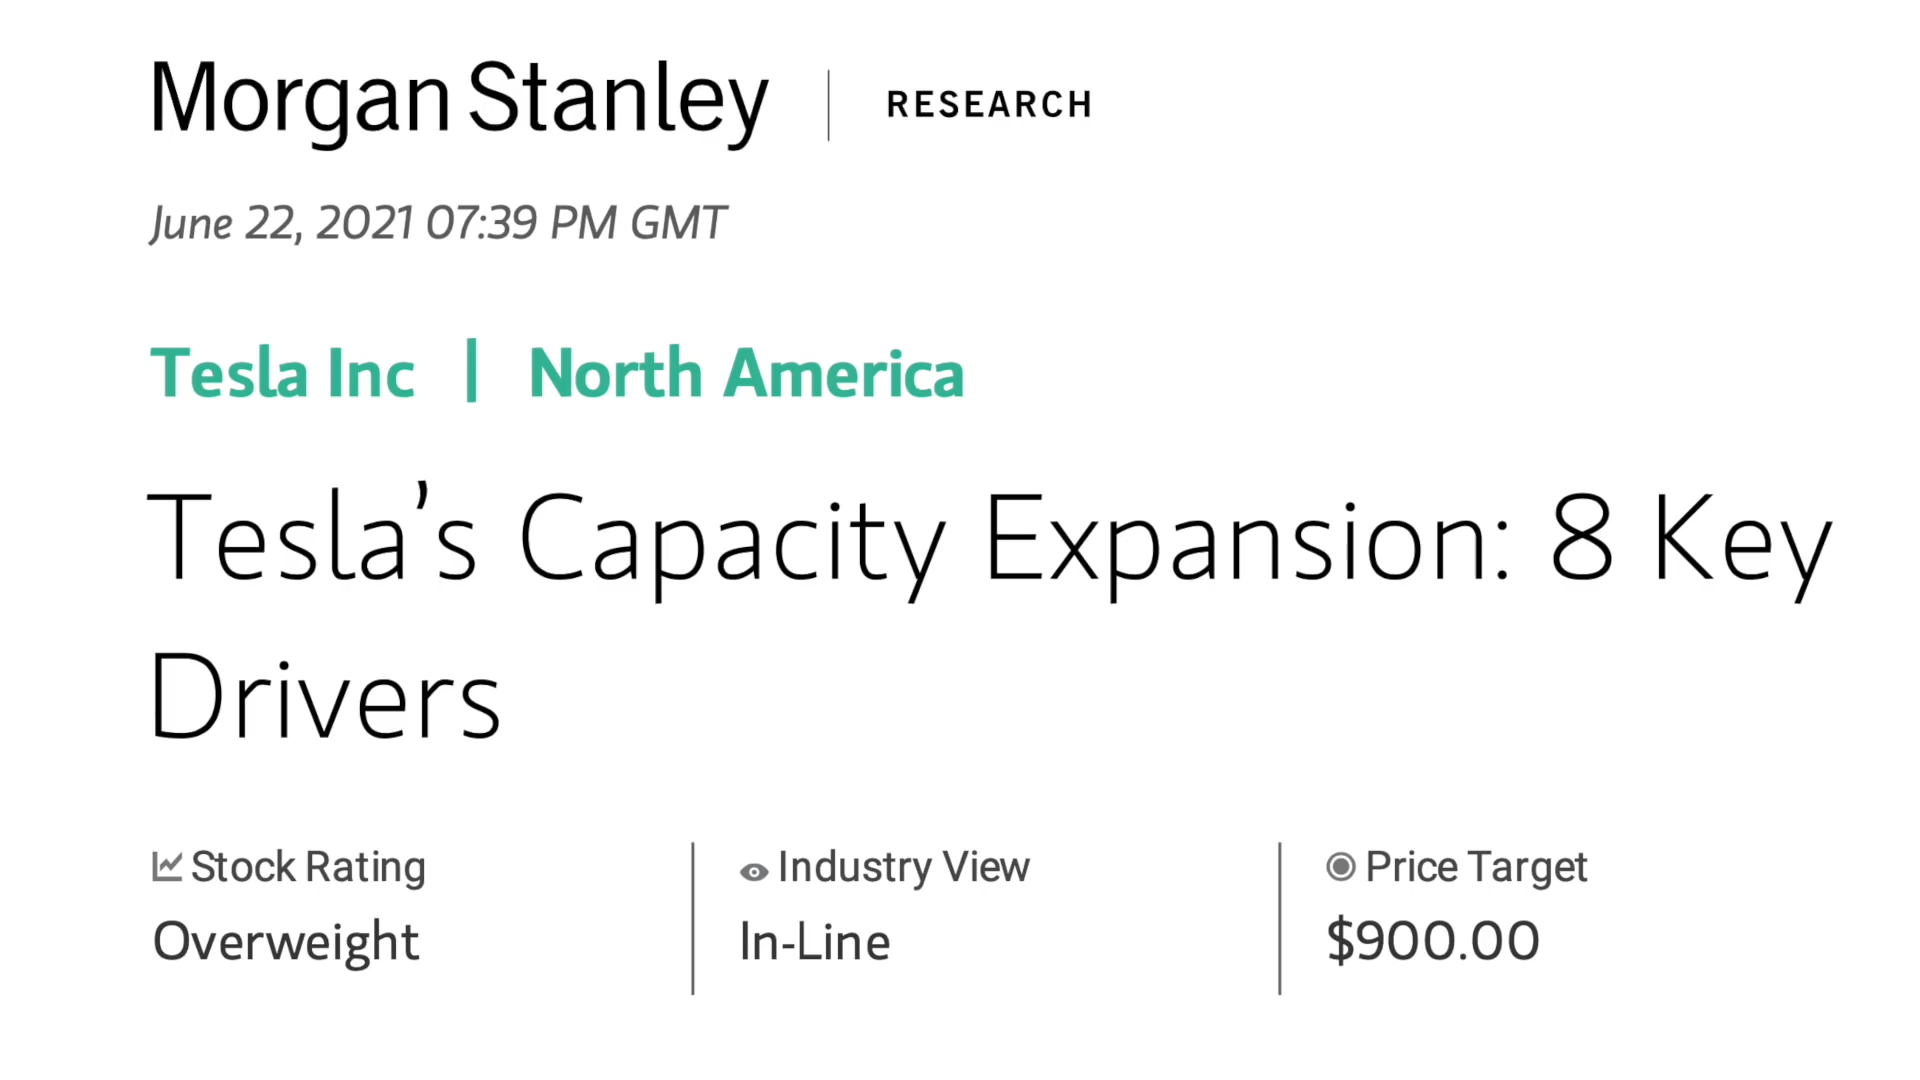 Morgan Stanley | RESEARCH
June 22, 2021 07:39 PM GMT
Tesla Inc | North America
Tesla’s Capacity Expansion: 8 Key
Drivers
Stock Rating
Overweight
Industry View
In-Line
Price Target
$900.00